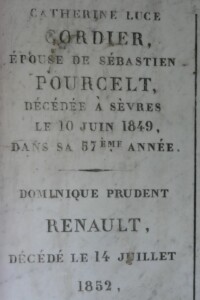 CATHERINE LUCE
CORDIER,
ÉPOUSE DE SÉBASTIEN
POURCELT,
DÉCÉDÉE À SÈVRES
LE 10 JUIN 1849,
DANS SA 57ÈME ANNÉE.
DOMINIQUE PRUDENT
RENAULT,
DÉCÉDÉ LE 14 JUILLET
1852,